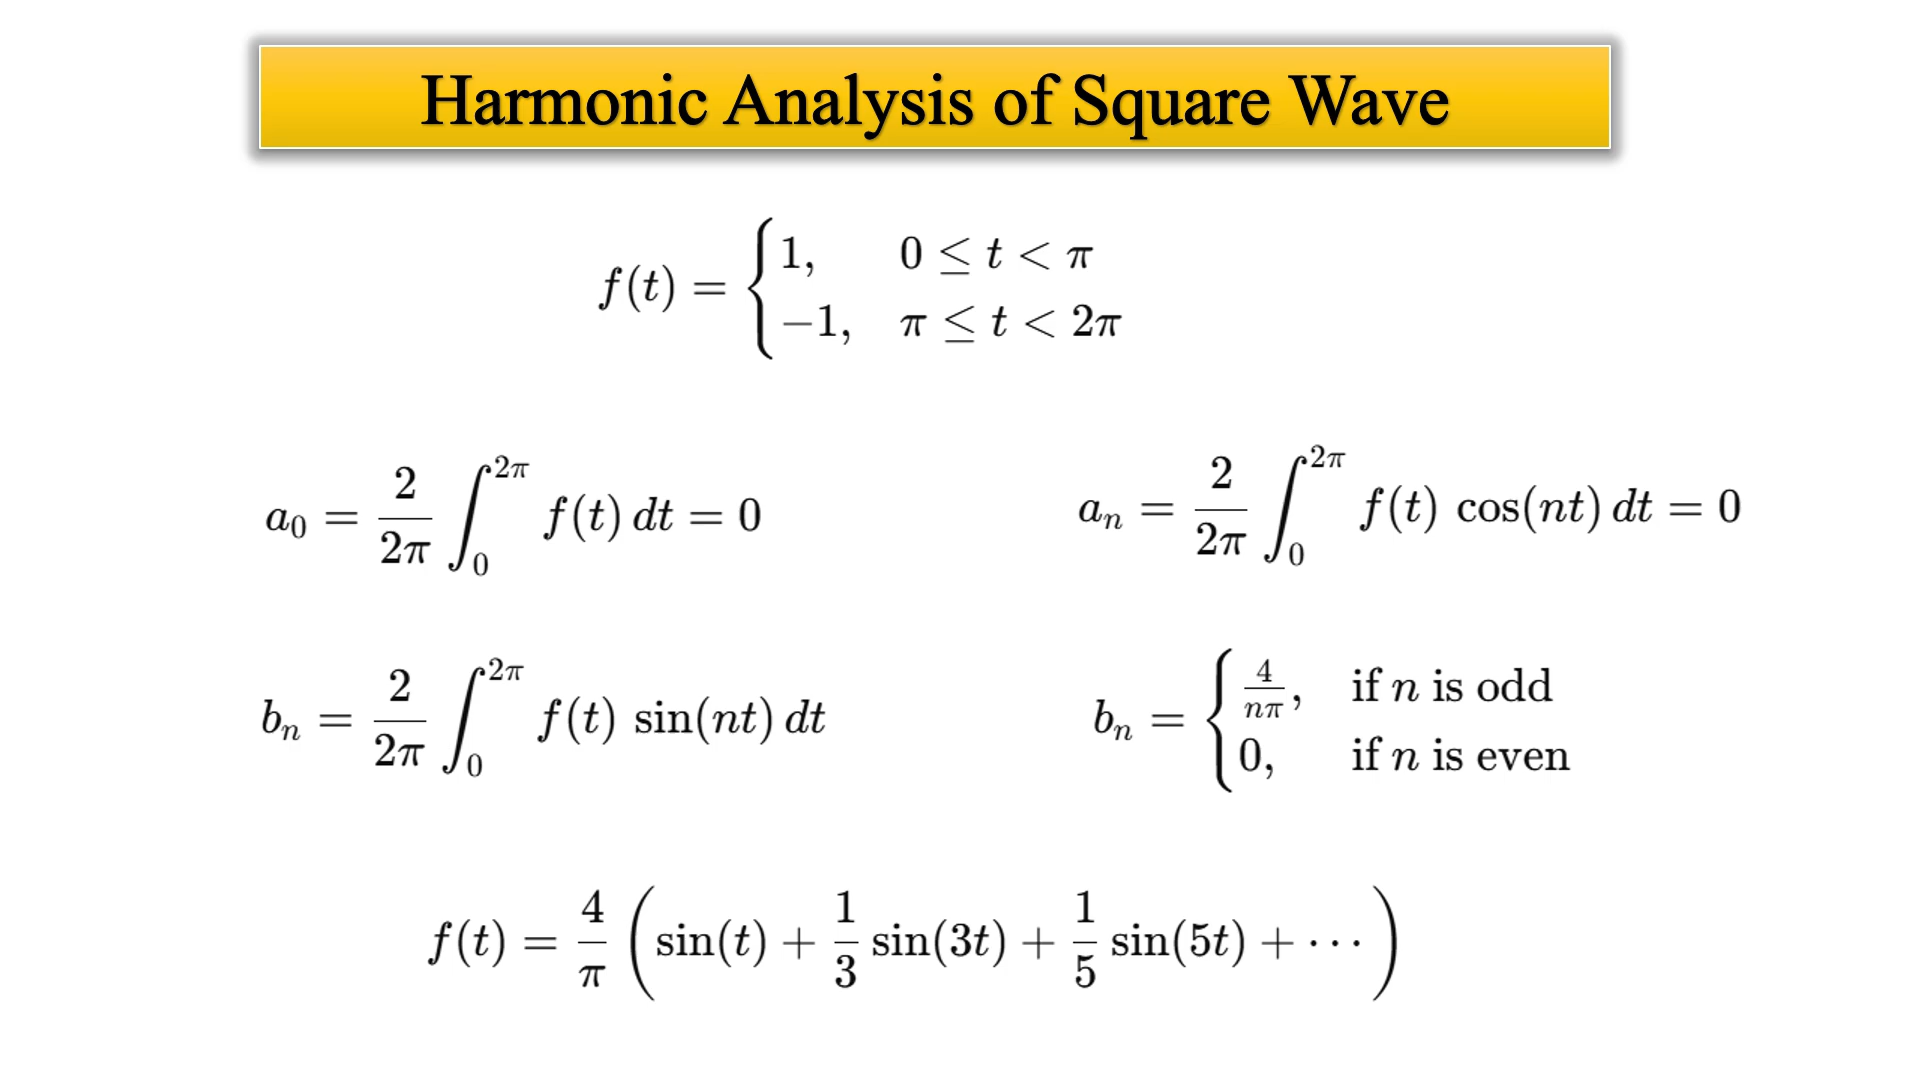 Harmonic Analysis of Square Wave
f(t) = { 1, 0 ≤ t < π
−1, π ≤ t < 2π
a₀ = 2/2π ∫₀^{2π} f(t) dt = 0
aₙ = 2/2π ∫₀^{2π} f(t) cos(nt) dt = 0
bₙ = 2/2π ∫₀^{2π} f(t) sin(nt) dt
bₙ = { 4/nπ, if n is odd
0, if n is even
f(t) = 4/π ( sin(t) + 1/3 sin(3t) + 1/5 sin(5t) + ⋯ )